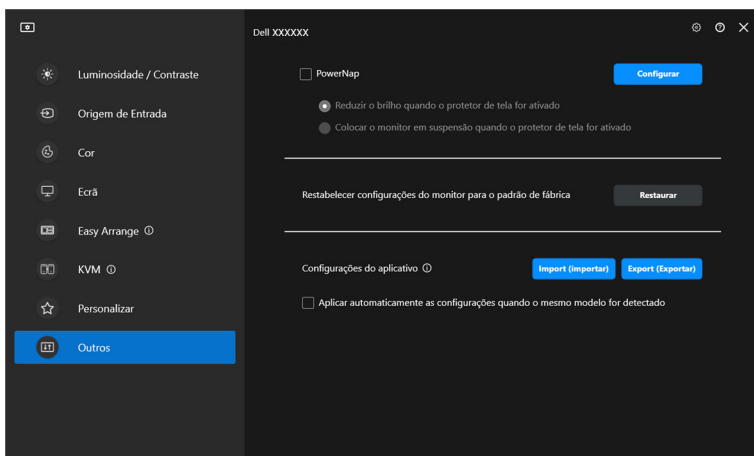 Dell XXXXXX
Luminosidade / Contraste
Origem de Entrada
Cor
Ecrã
Easy Arrange
KVM
Personalizar
Outros
PowerNap
Configurar
Reduzir o brilho quando o protetor de tela for ativado
Colocar o monitor em suspensão quando o protetor de tela for ativado
Restabelecer configurações do monitor para o padrão de fábrica
Restaurar
Configurações do aplicativo
Import (importar)
Export (Exportar)
Aplicar automaticamente as configurações quando o mesmo modelo for detectado